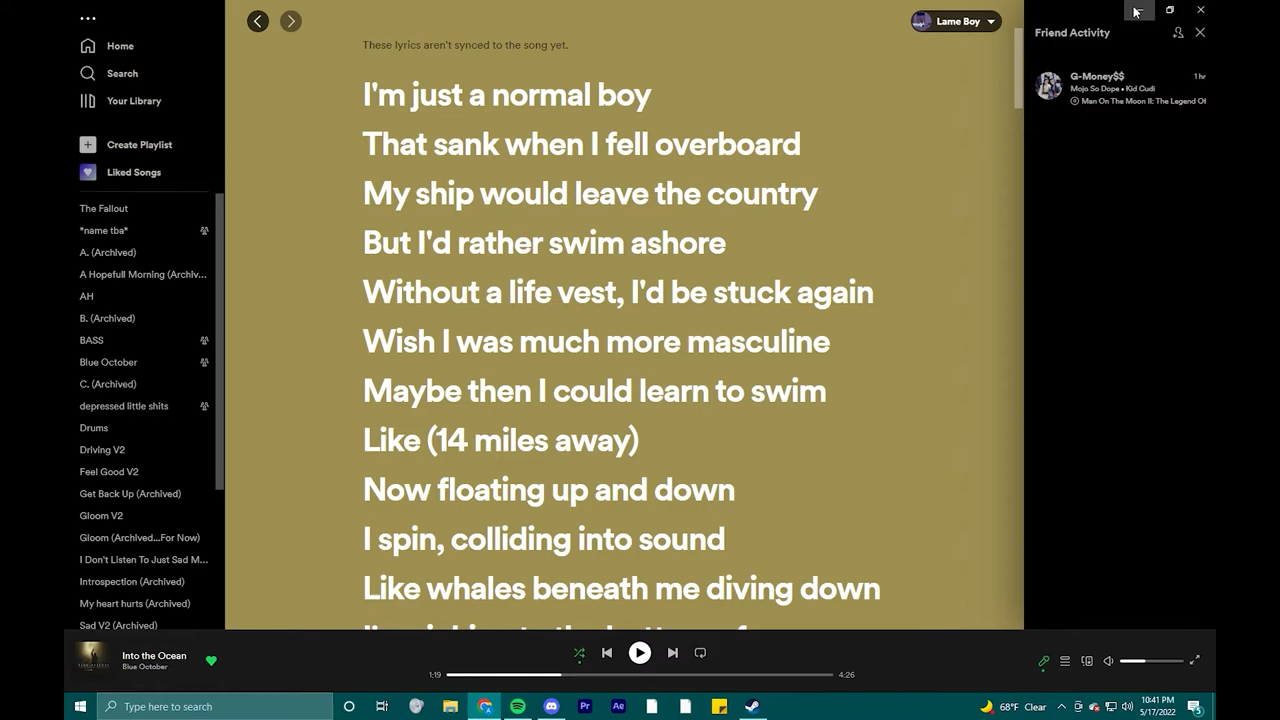 Home
Search
Your Library
Create Playlist
Liked Songs
The Fallout
*name tba*
A. (Archived)
A Hopefull Morning (Archiv...
AH
B. (Archived)
BASS
Blue October
C. (Archived)
depressed little shits
Drums
Driving V2
Feel Good V2
Get Back Up (Archived)
Gloom V2
Gloom (Archived...For Now)
I Don't Listen To Just Sad M...
Introspection (Archived)
My heart hurts (Archived)
Sad V2 (Archived)
Lame Boy
These lyrics aren't synced to the song yet.
I'm just a normal boy
That sank when I fell overboard
My ship would leave the country
But I'd rather swim ashore
Without a life vest, I'd be stuck again
Wish I was much more masculine
Maybe then I could learn to swim
Like (14 miles away)
Now floating up and down
I spin, colliding into sound
Like whales beneath me diving down
Friend Activity
G-Money$$ 1 hr
Mojo So Dope • Kid Cudi
Man On The Moon II: The Legend Of
Into the Ocean
Blue October
1:19
4:26
Type here to search
Pr
Ae
68°F Clear
10:41 PM
5/17/2022
5